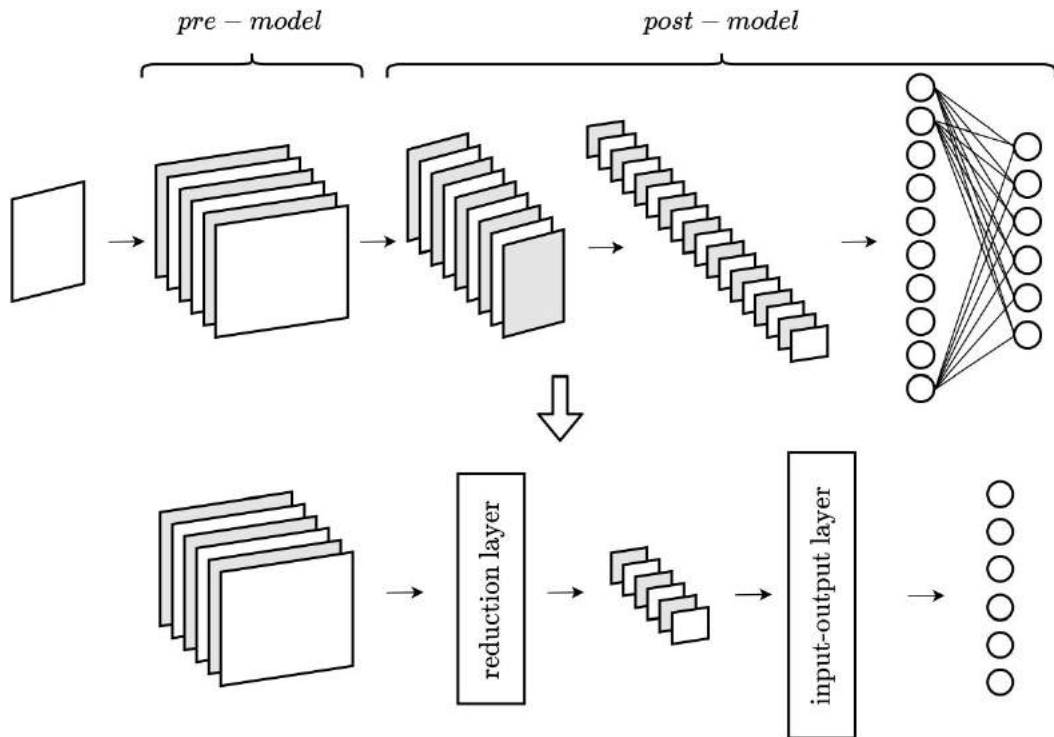 pre − model
post − model
reduction layer
input-output layer